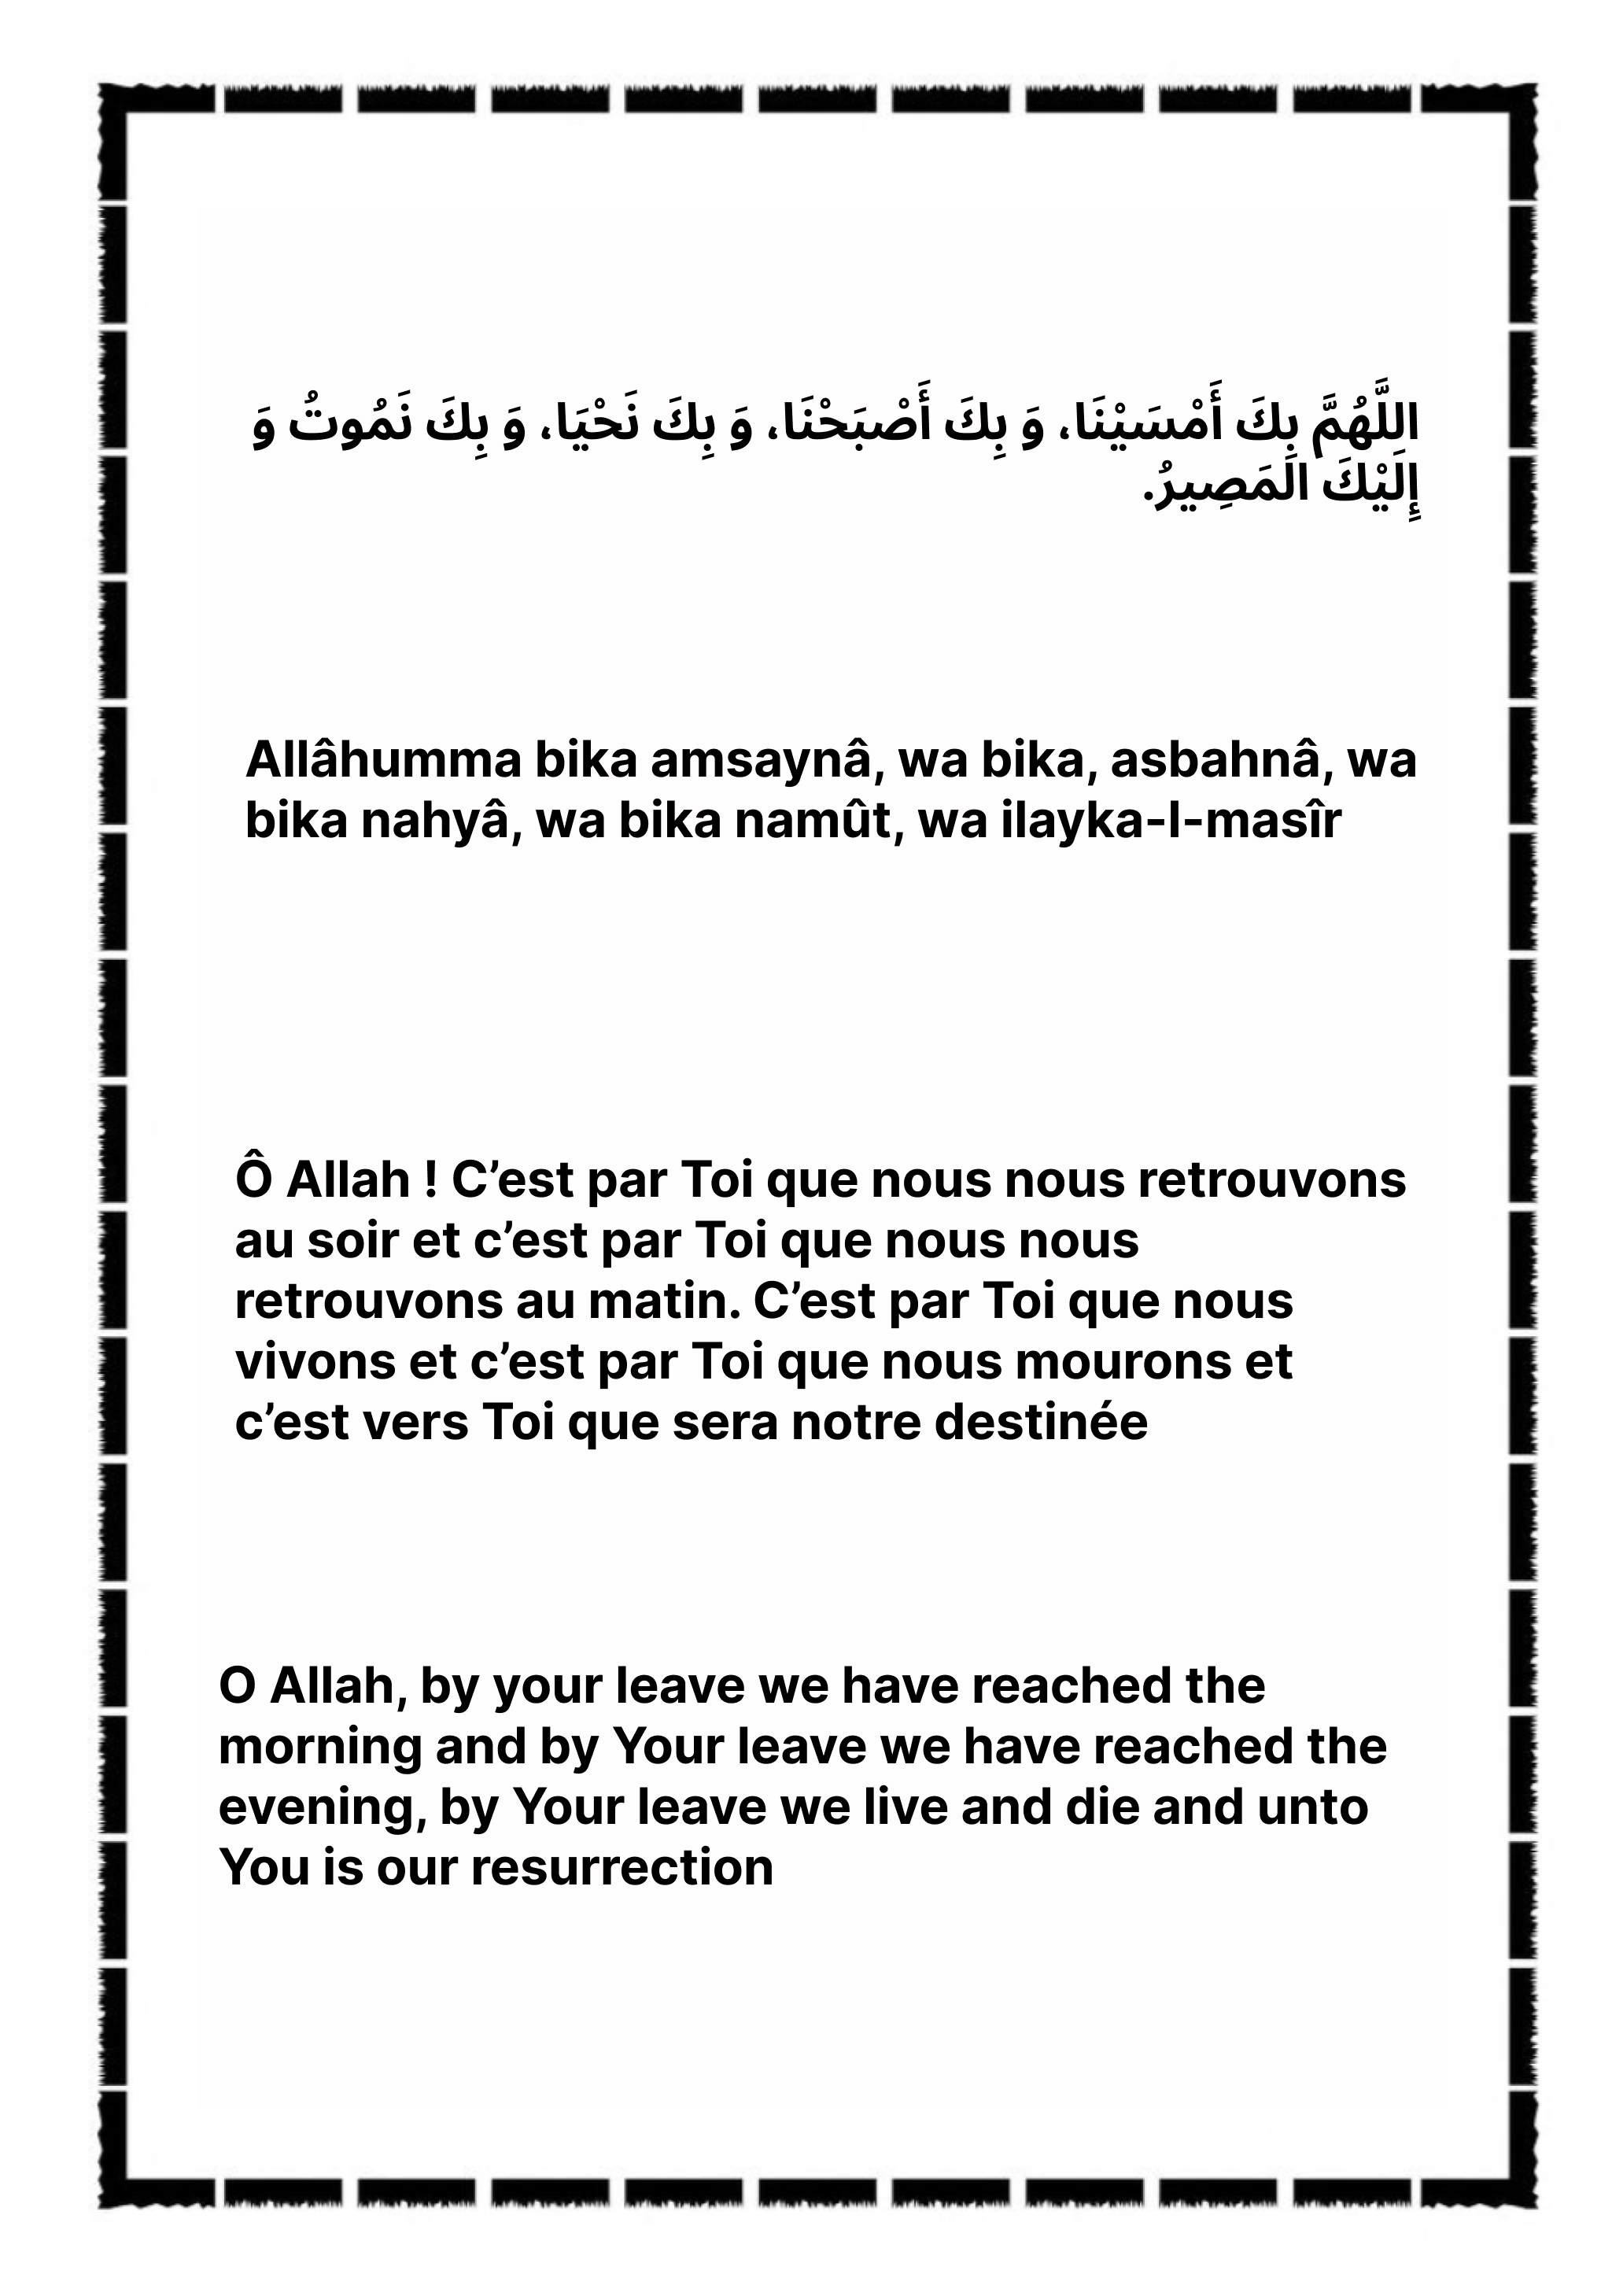 اللَّهُمَّ بِكَ أَمْسَيْنَا، وَ بِكَ أَصْبَحْنَا، وَ بِكَ نَحْيَا، وَ بِكَ نَمُوتُ وَ
إِلَيْكَ الَمَصِيرُ.
Allâhumma bika amsaynâ, wa bika, asbahnâ, wa
bika nahyâ, wa bika namût, wa ilayka-l-masîr
Ô Allah ! C’est par Toi que nous nous retrouvons
au soir et c’est par Toi que nous nous
retrouvons au matin. C’est par Toi que nous
vivons et c’est par Toi que nous mourons et
c’est vers Toi que sera notre destinée
O Allah, by your leave we have reached the
morning and by Your leave we have reached the
evening, by Your leave we live and die and unto
You is our resurrection